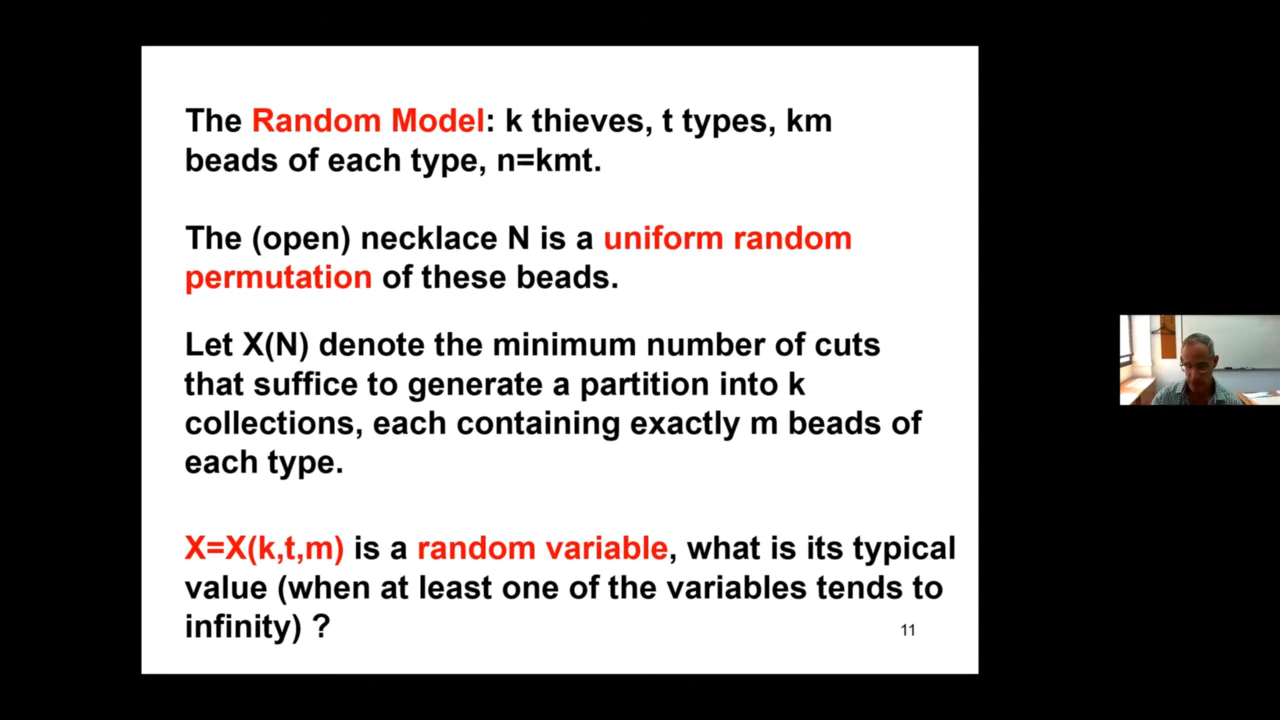 The Random Model: k thieves, t types, km
beads of each type, n=kmt.
The (open) necklace N is a uniform random
permutation of these beads.
Let X(N) denote the minimum number of cuts
that suffice to generate a partition into k
collections, each containing exactly m beads of
each type.
X=X(k,t,m) is a random variable, what is its typical
value (when at least one of the variables tends to
infinity) ?
11